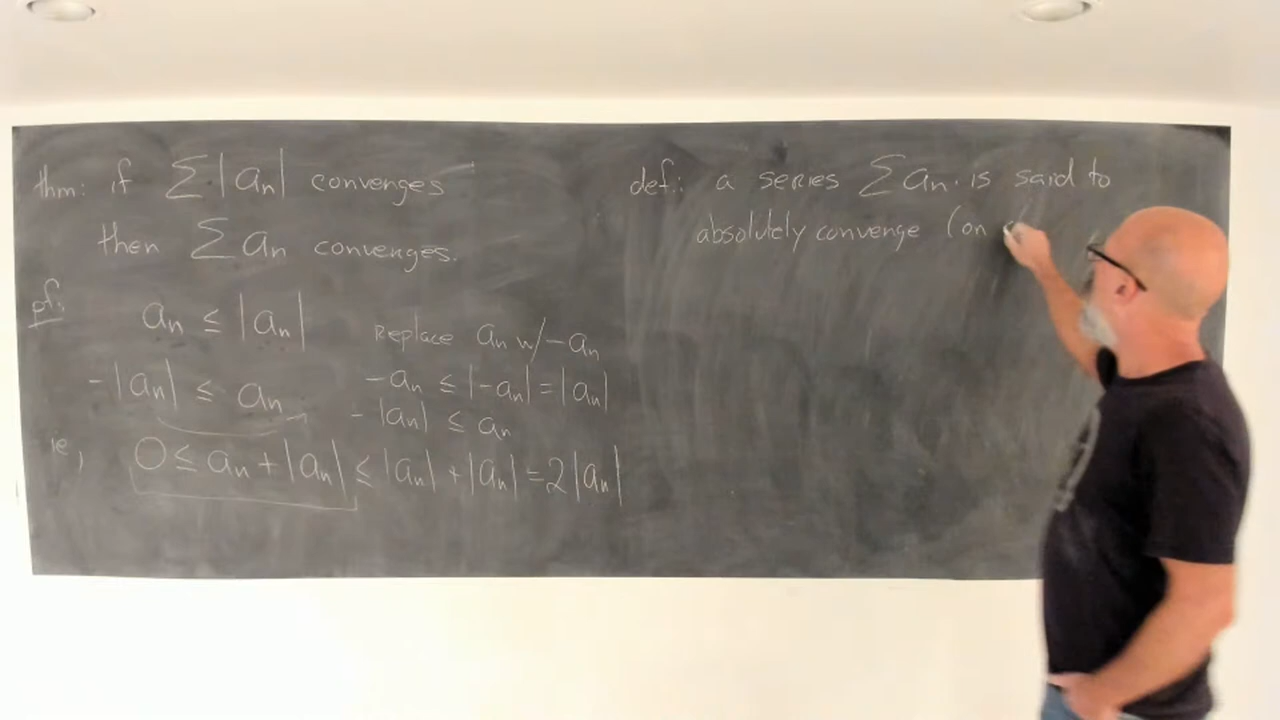 thm: if ∑|an| converges
then ∑ an converges.
pf:
an ≤ |an|
-|an| ≤ an
Replace an w/ -an
-an ≤ |-an| = |an|
-|an| ≤ an
ie, 0 ≤ an + |an| ≤ |an| + |an| = 2|an|
def: a series ∑ an is said to
absolutely converge (on